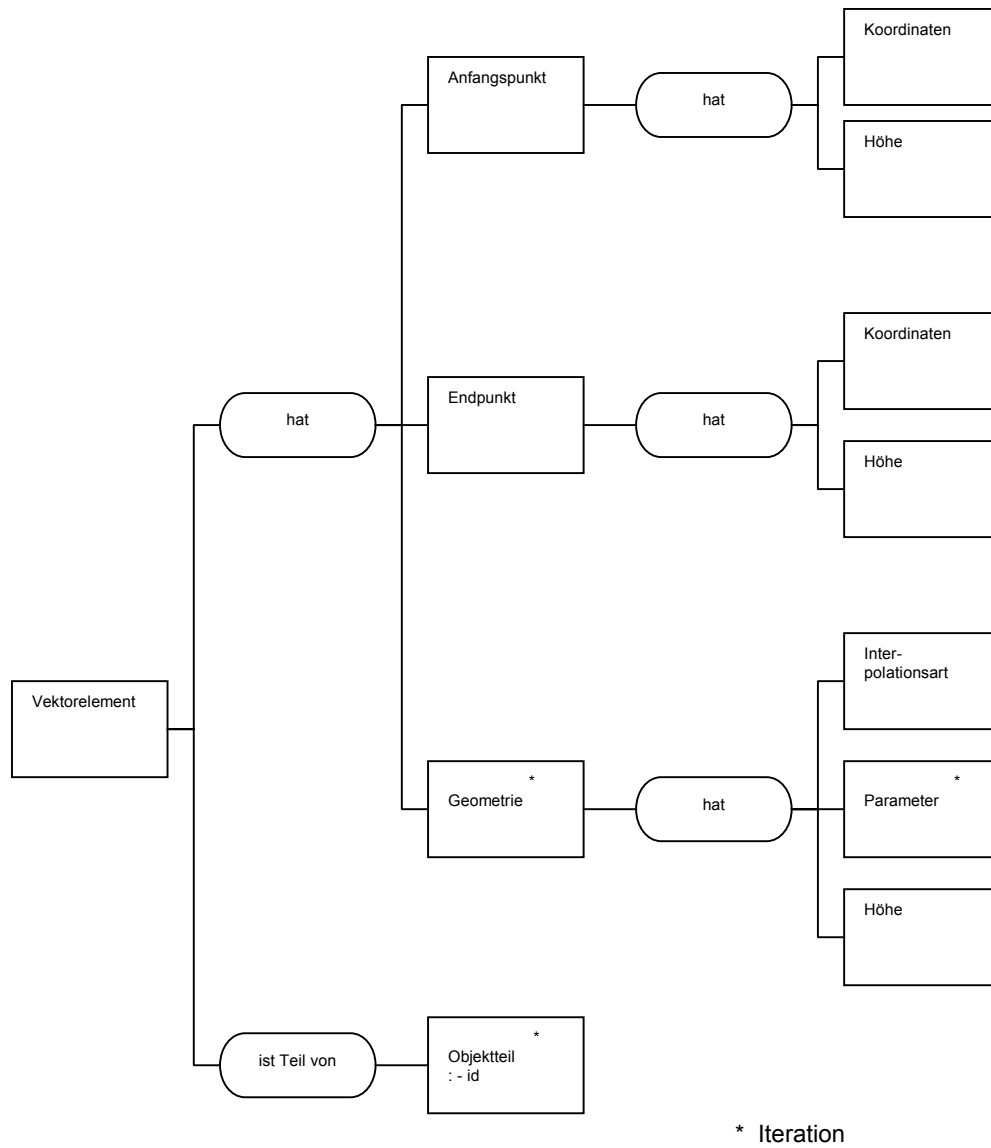 Koordinaten
Anfangspunkt
hat
Höhe
Koordinaten
Endpunkt
hat
hat
Höhe
Inter-
polationsart
Vektorelement
*
Geometrie
hat
*
Parameter
Höhe
ist Teil von
*
Objektteil
: - id
* Iteration